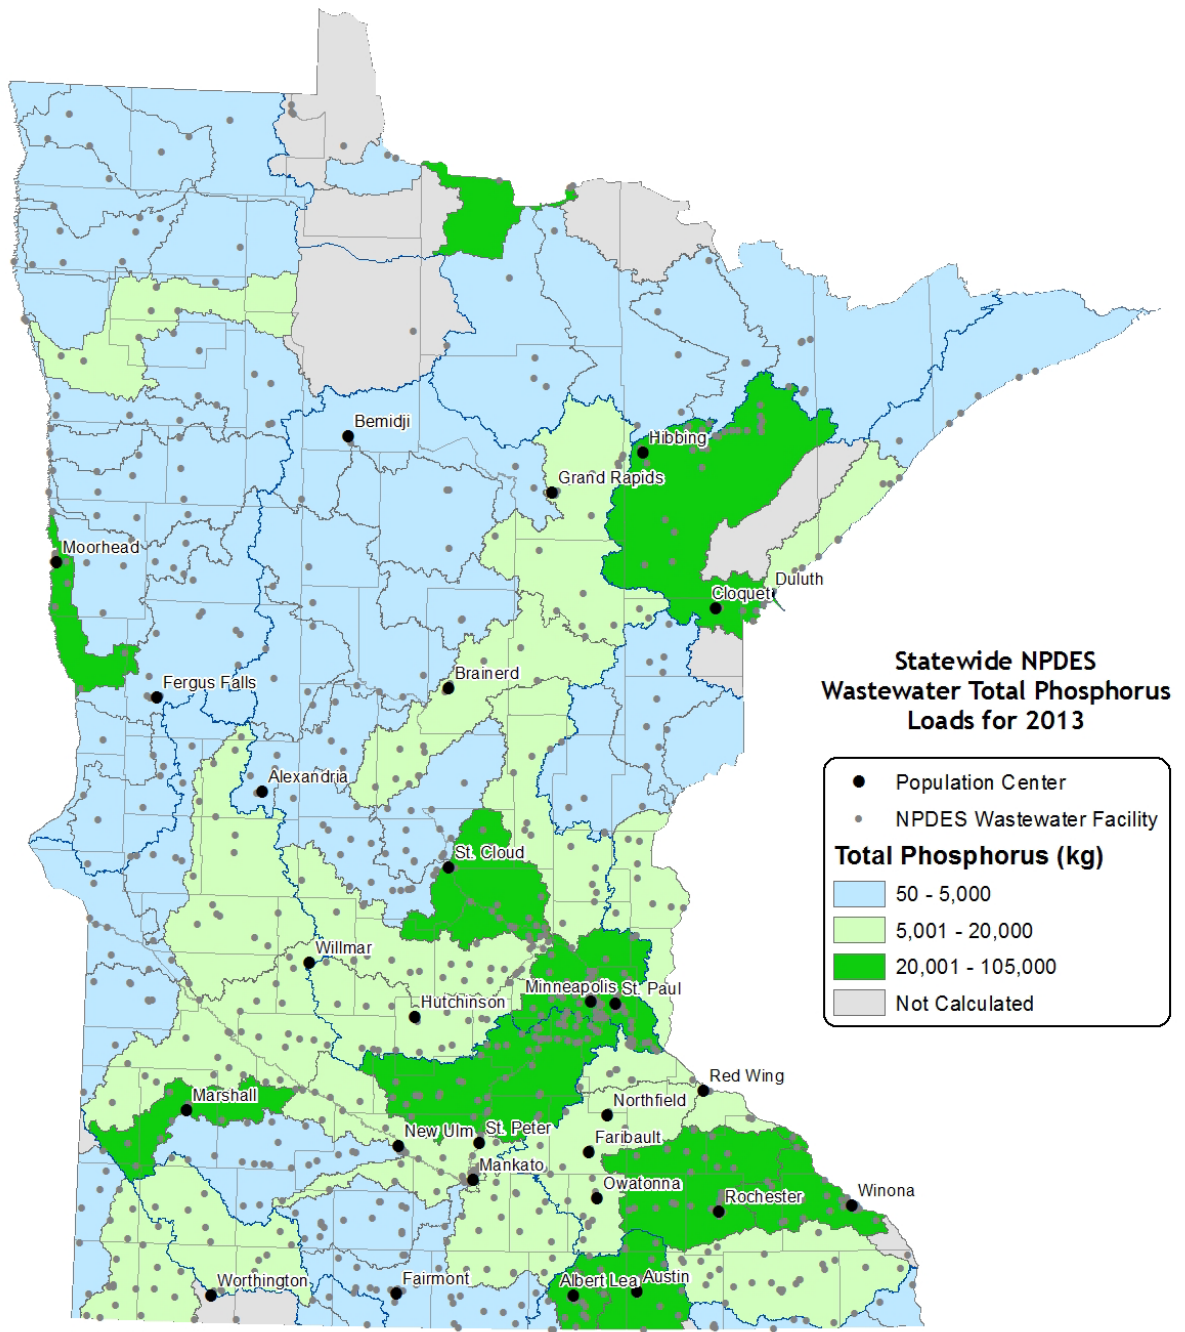 Bemidji
Hibbing
Grand Rapids
Moorhead
Duluth
Cloquet
Fergus Falls
Brainerd
Alexandria
St. Cloud
Willmar
Minneapolis
St. Paul
Hutchinson
Red Wing
Marshall
Northfield
New Ulm
St. Peter
Faribault
Mankato
Owatonna
Rochester
Winona
Worthington
Fairmont
Albert Lea
Austin
Statewide NPDES
Wastewater Total Phosphorus
Loads for 2013
Population Center
NPDES Wastewater Facility
Total Phosphorus (kg)
50 - 5,000
5,001 - 20,000
20,001 - 105,000
Not Calculated